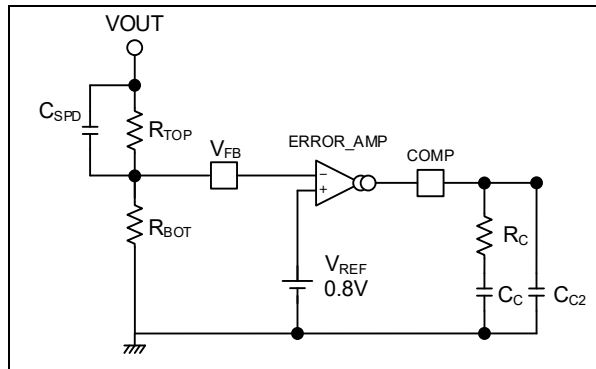 VOUT
CSPD
RTOP
VFB
ERROR_AMP
COMP
−
+
RBOT
RC
VREF
0.8V
CC
CC2